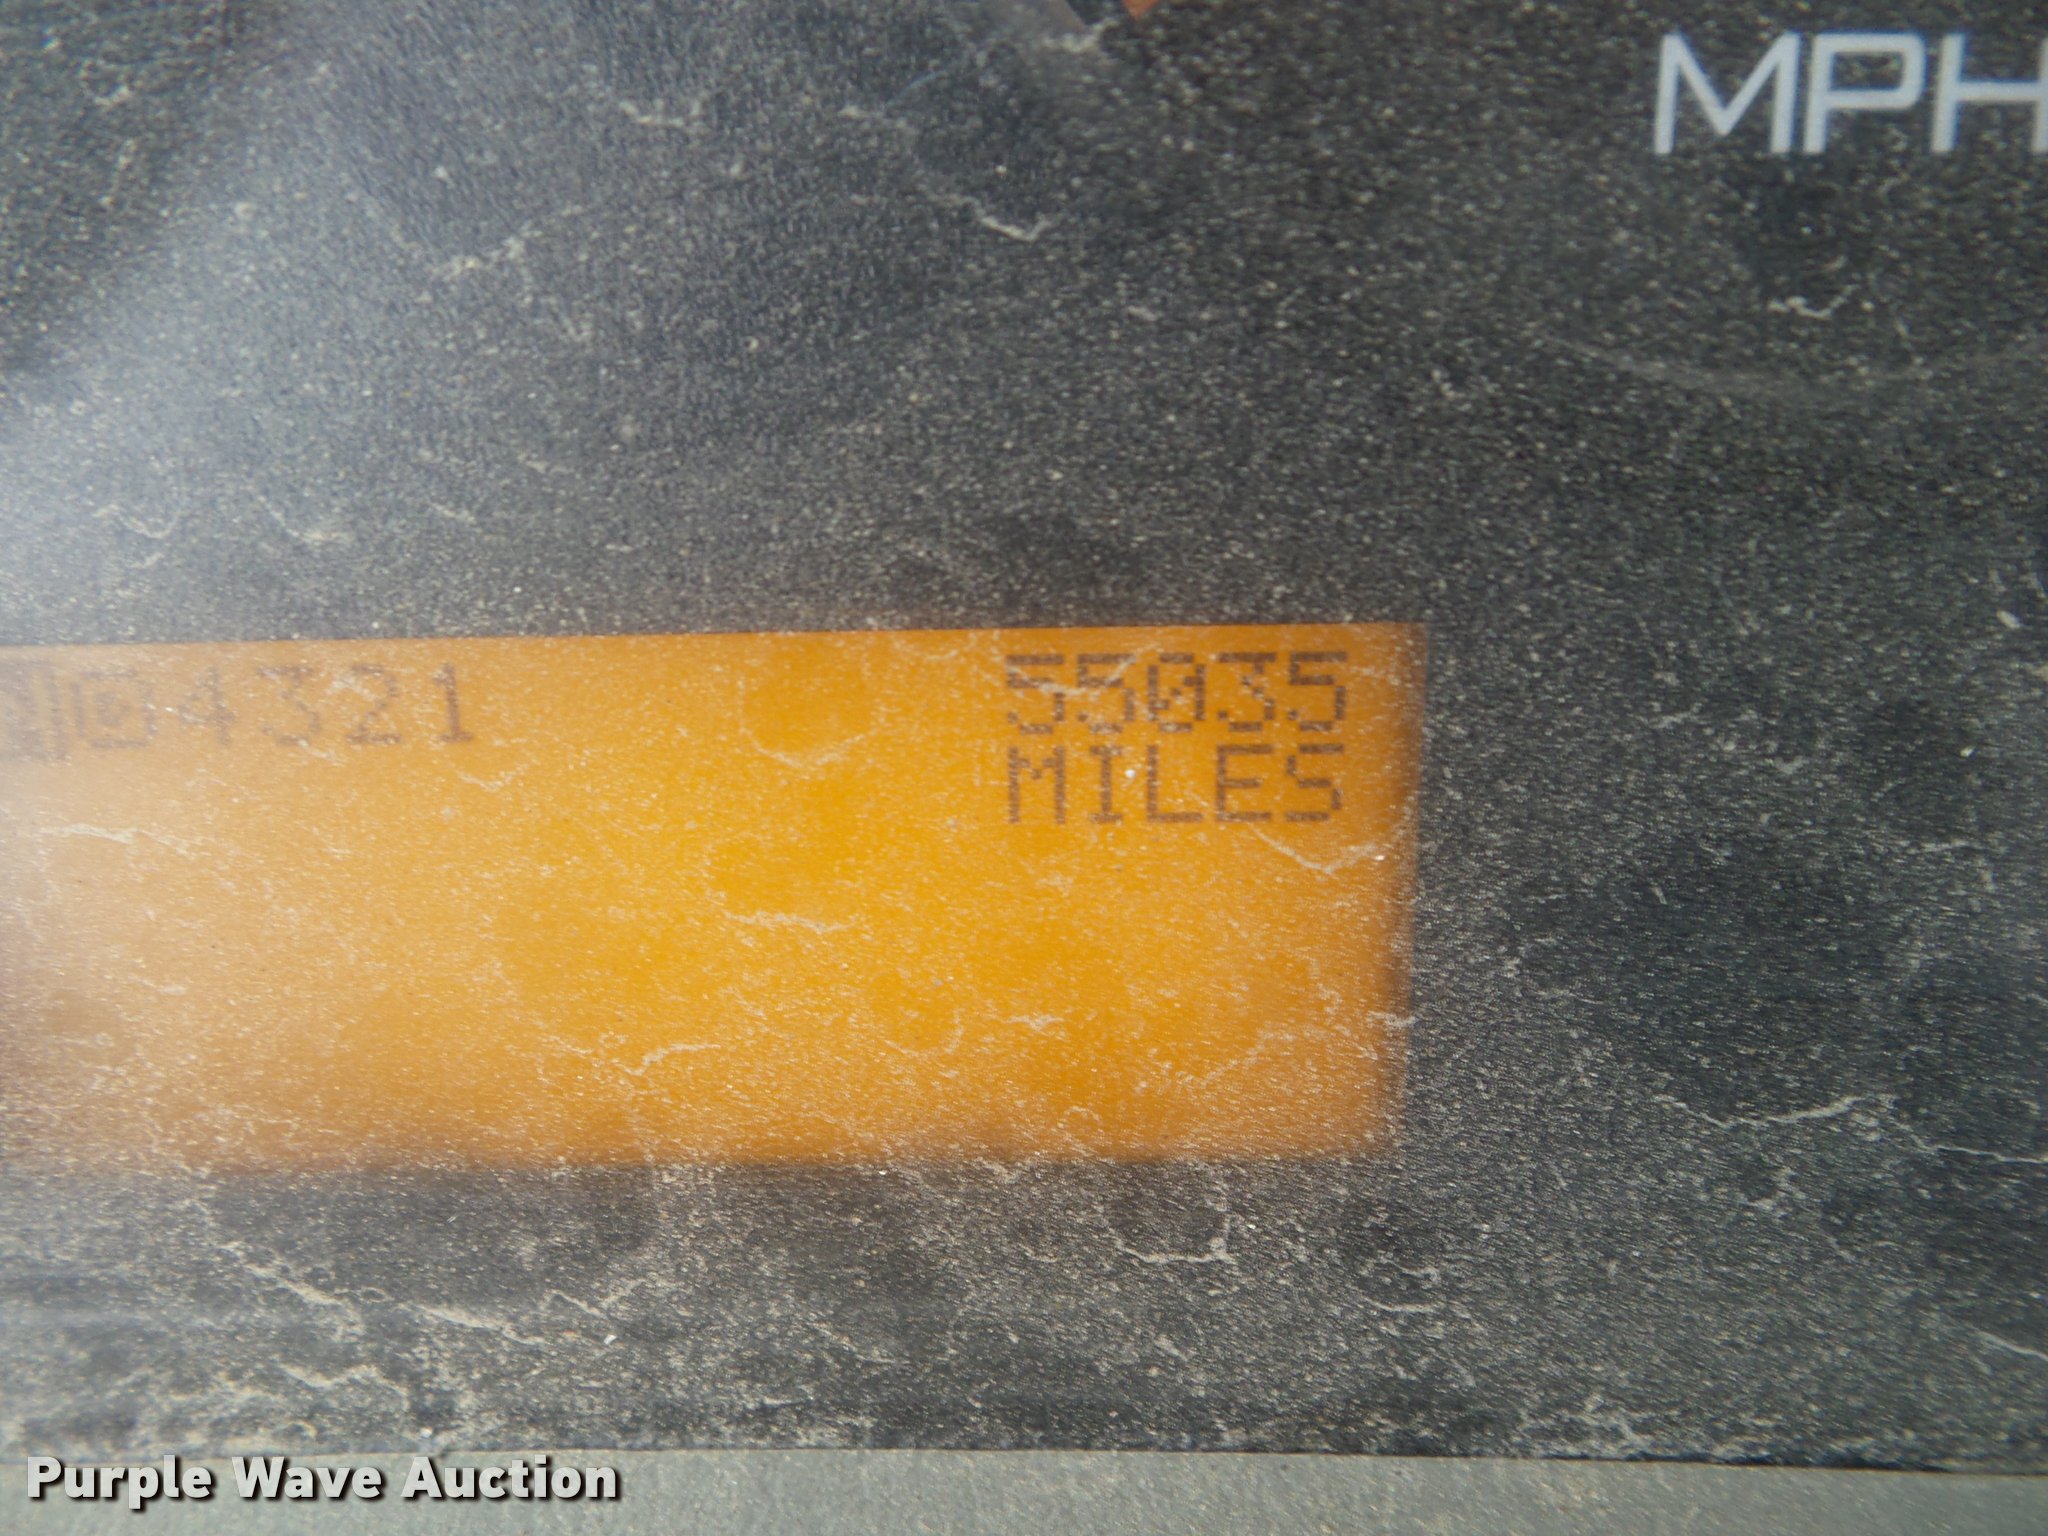 MPH
4321 55035
MILES
Purple Wave Auction